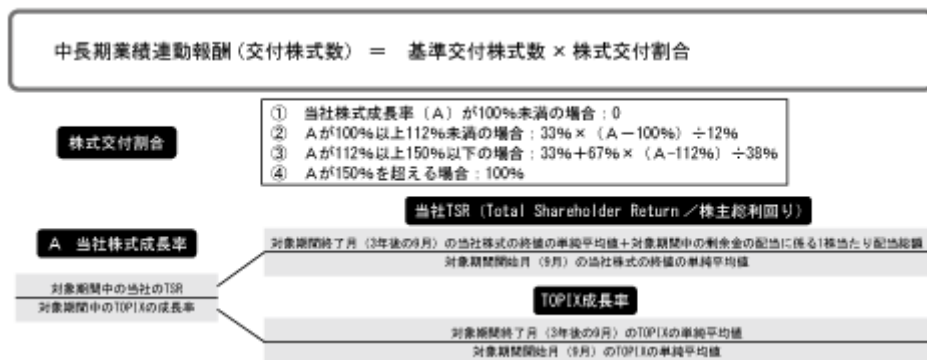 中長期業績連動報酬(交付株式数) = 基準交付株式数 × 株式交付割合
株式交付割合
① 当社株式成長率(A)が100%未満の場合:0
② Aが100%以上112%未満の場合:33%×(A-100%)÷12%
③ Aが112%以上150%以下の場合:33%+67%×(A-112%)÷38%
④ Aが150%を超える場合:100%
当社TSR(Total Shareholder Return/株主総利回り)
A 当社株式成長率
対象期間終了月(3年後の9月)の当社株式の終値の単純平均値+対象期間中の剰余金の配当に係る1株当たり配当総額
対象期間開始月(9月)の当社株式の終値の単純平均値
対象期間中の当社のTSR
対象期間中のTOPIXの成長率
TOPIX成長率
対象期間終了月(3年後の9月)のTOPIXの単純平均値
対象期間開始月(9月)のTOPIXの単純平均値